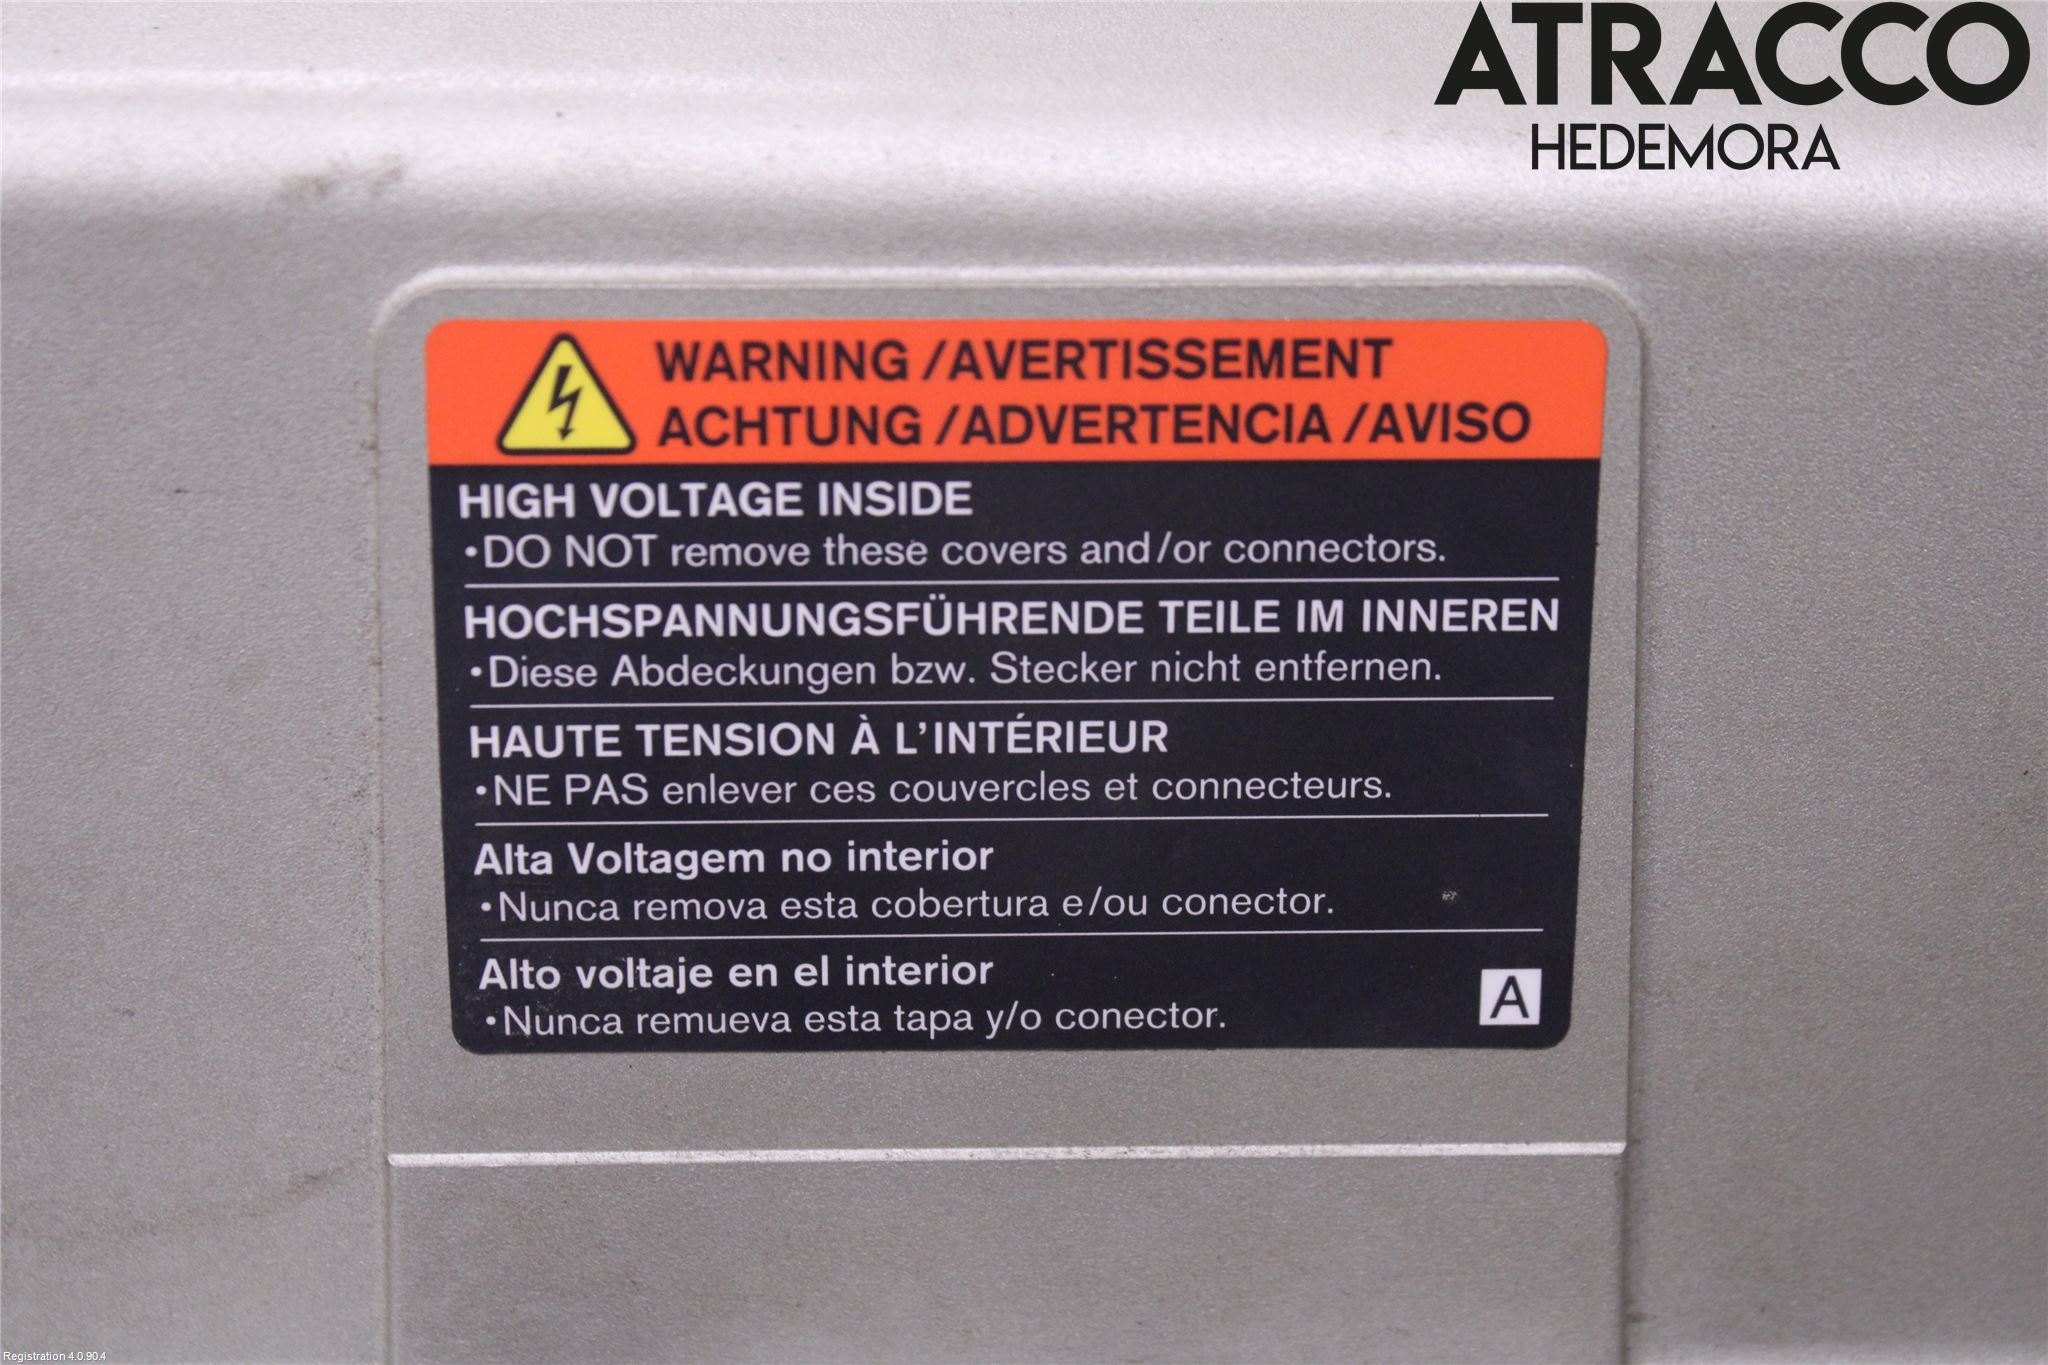 ATRACCO
HEDEMORA
WARNING /AVERTISSEMENT
ACHTUNG /ADVERTENCIA /AVISO
HIGH VOLTAGE INSIDE
•DO NOT remove these covers and/or connectors.
HOCHSPANNUNGSFÜHRENDE TEILE IM INNEREN
•Diese Abdeckungen bzw. Stecker nicht entfernen.
HAUTE TENSION À L'INTÉRIEUR
•NE PAS enlever ces couvercles et connecteurs.
Alta Voltagem no interior
•Nunca remova esta cobertura e/ou conector.
Alto voltaje en el interior
•Nunca remueva esta tapa y/o conector.
A
Registration 4.0.90.4